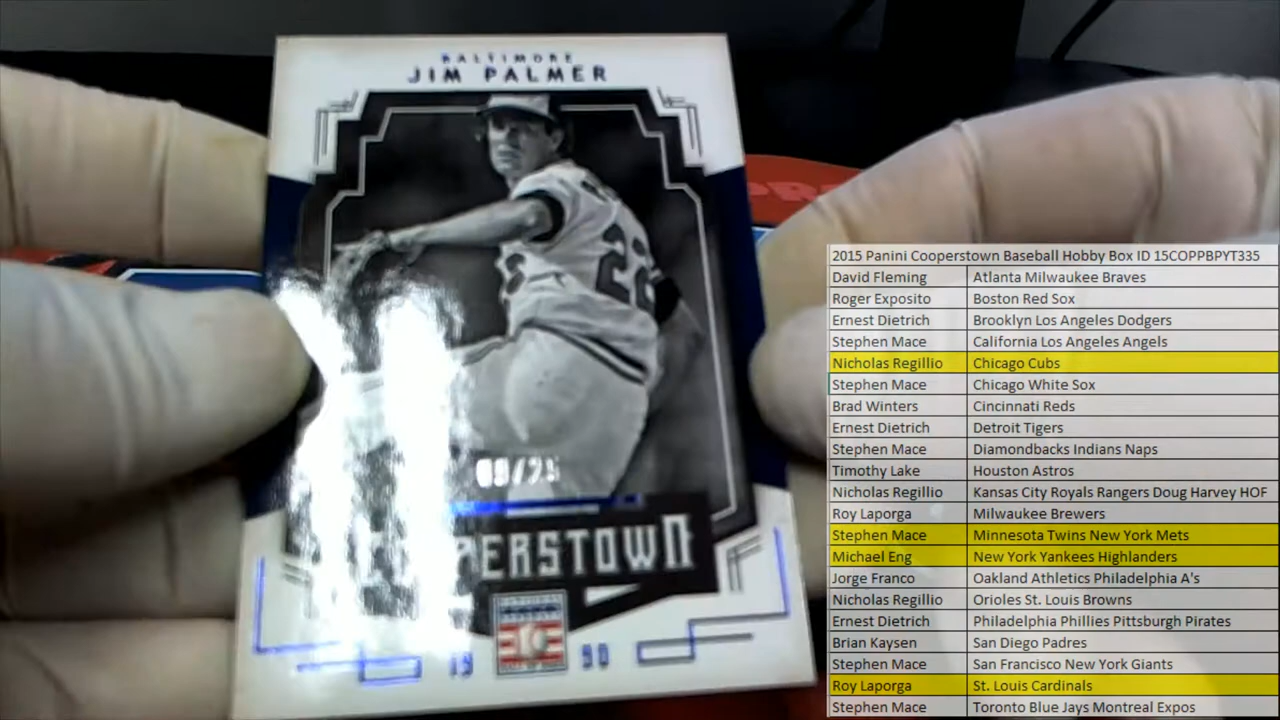 BALTIMORE
JIM PALMER
22
09/25
PERSTOWN
19 90
2015 Panini Cooperstown Baseball Hobby Box ID 15COPPBPYT335
David Fleming Atlanta Milwaukee Braves
Roger Exposito Boston Red Sox
Ernest Dietrich Brooklyn Los Angeles Dodgers
Stephen Mace California Los Angeles Angels
Nicholas Regillio Chicago Cubs
Stephen Mace Chicago White Sox
Brad Winters Cincinnati Reds
Ernest Dietrich Detroit Tigers
Stephen Mace Diamondbacks Indians Naps
Timothy Lake Houston Astros
Nicholas Regillio Kansas City Royals Rangers Doug Harvey HOF
Roy Laporga Milwaukee Brewers
Stephen Mace Minnesota Twins New York Mets
Michael Eng New York Yankees Highlanders
Jorge Franco Oakland Athletics Philadelphia A's
Nicholas Regillio Orioles St. Louis Browns
Ernest Dietrich Philadelphia Phillies Pittsburgh Pirates
Brian Kaysen San Diego Padres
Stephen Mace San Francisco New York Giants
Roy Laporga St. Louis Cardinals
Stephen Mace Toronto Blue Jays Montreal Expos